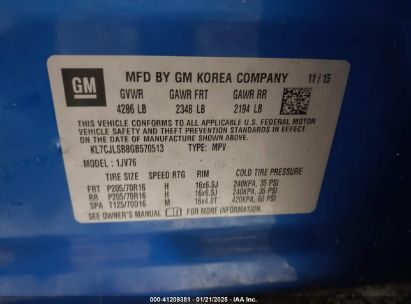 GM
MFD BY GM KOREA COMPANY 11/15
GVWR GAWR FRT GAWR RR
4286 LB 2348 LB 2194 LB
THIS VEHICLE CONFORMS TO ALL APPLICABLE U.S. FEDERAL MOTOR
VEHICLE SAFETY, BUMPER, AND THEFT PREVENTION STANDARDS IN EFFECT
ON THE DATE OF MANUFACTURE SHOWN ABOVE.
KL7CJLSB8GB570513 TYPE: MPV
MODEL: 1JV76
TIRE SIZE SPEED RTG RIM COLD TIRE PRESSURE
FRT P205/70R16 H 16x6.5J 240KPA, 35 PSI
RR P205/70R16 H 16x6.5J 240KPA, 35 PSI
SPA T125/70D16 M 16x4.0T 420KPA, 60 PSI
SEE OWNER'S MANUAL FOR ADDITIONAL INFORMATION.
000-41209381 - 01/21/2025 - IAAI.com